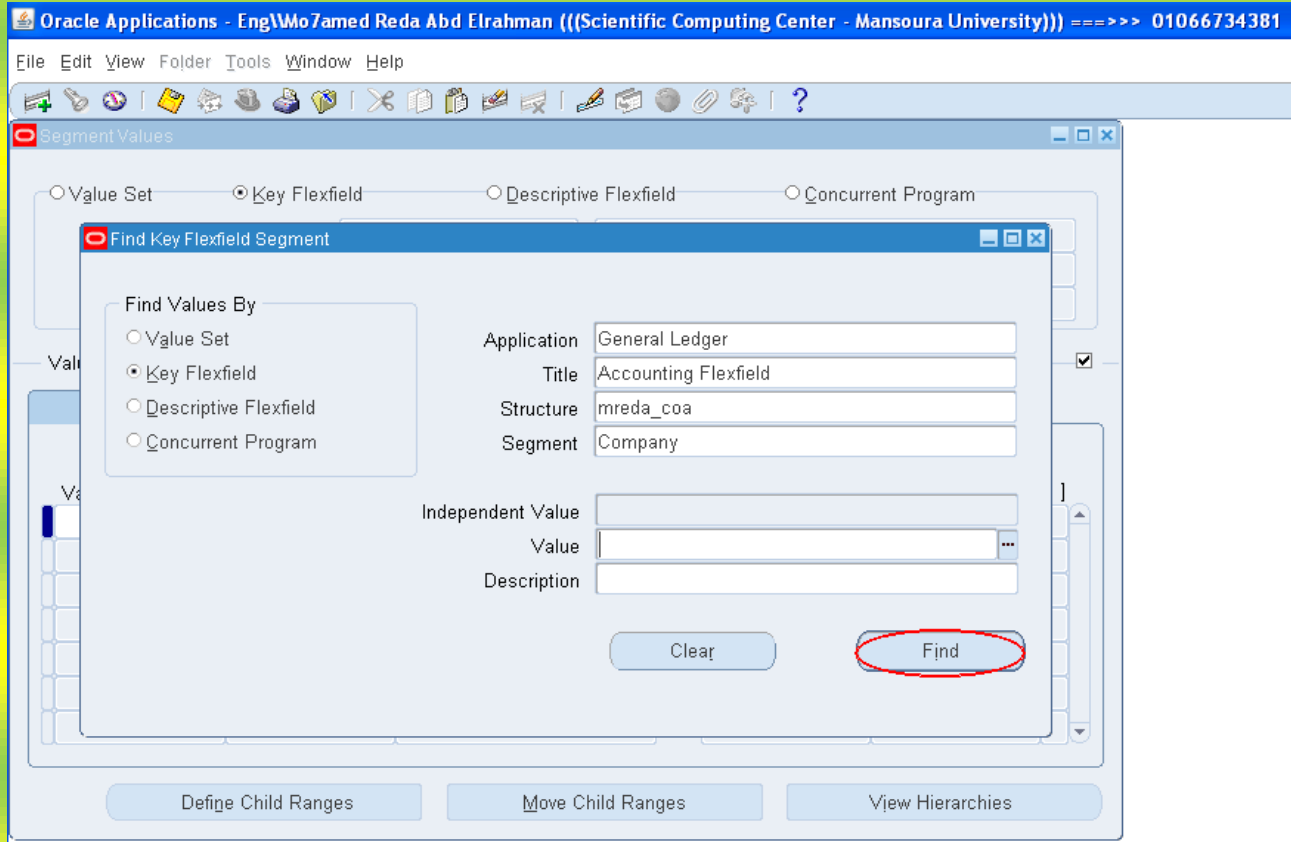 Oracle Applications - Eng\\Mo7amed Reda Abd Elrahman (((Scientific Computing Center - Mansoura University))) ===>>> 01066734381
File Edit View Folder Tools Window Help
Segment Values
Value Set Key Flexfield Descriptive Flexfield Concurrent Program
Find Key Flexfield Segment
Find Values By
Value Set
Key Flexfield
Descriptive Flexfield
Concurrent Program
Application General Ledger
Title Accounting Flexfield
Structure mreda_coa
Segment Company
Independent Value
Value ...
Description
Clear Find
Define Child Ranges Move Child Ranges View Hierarchies